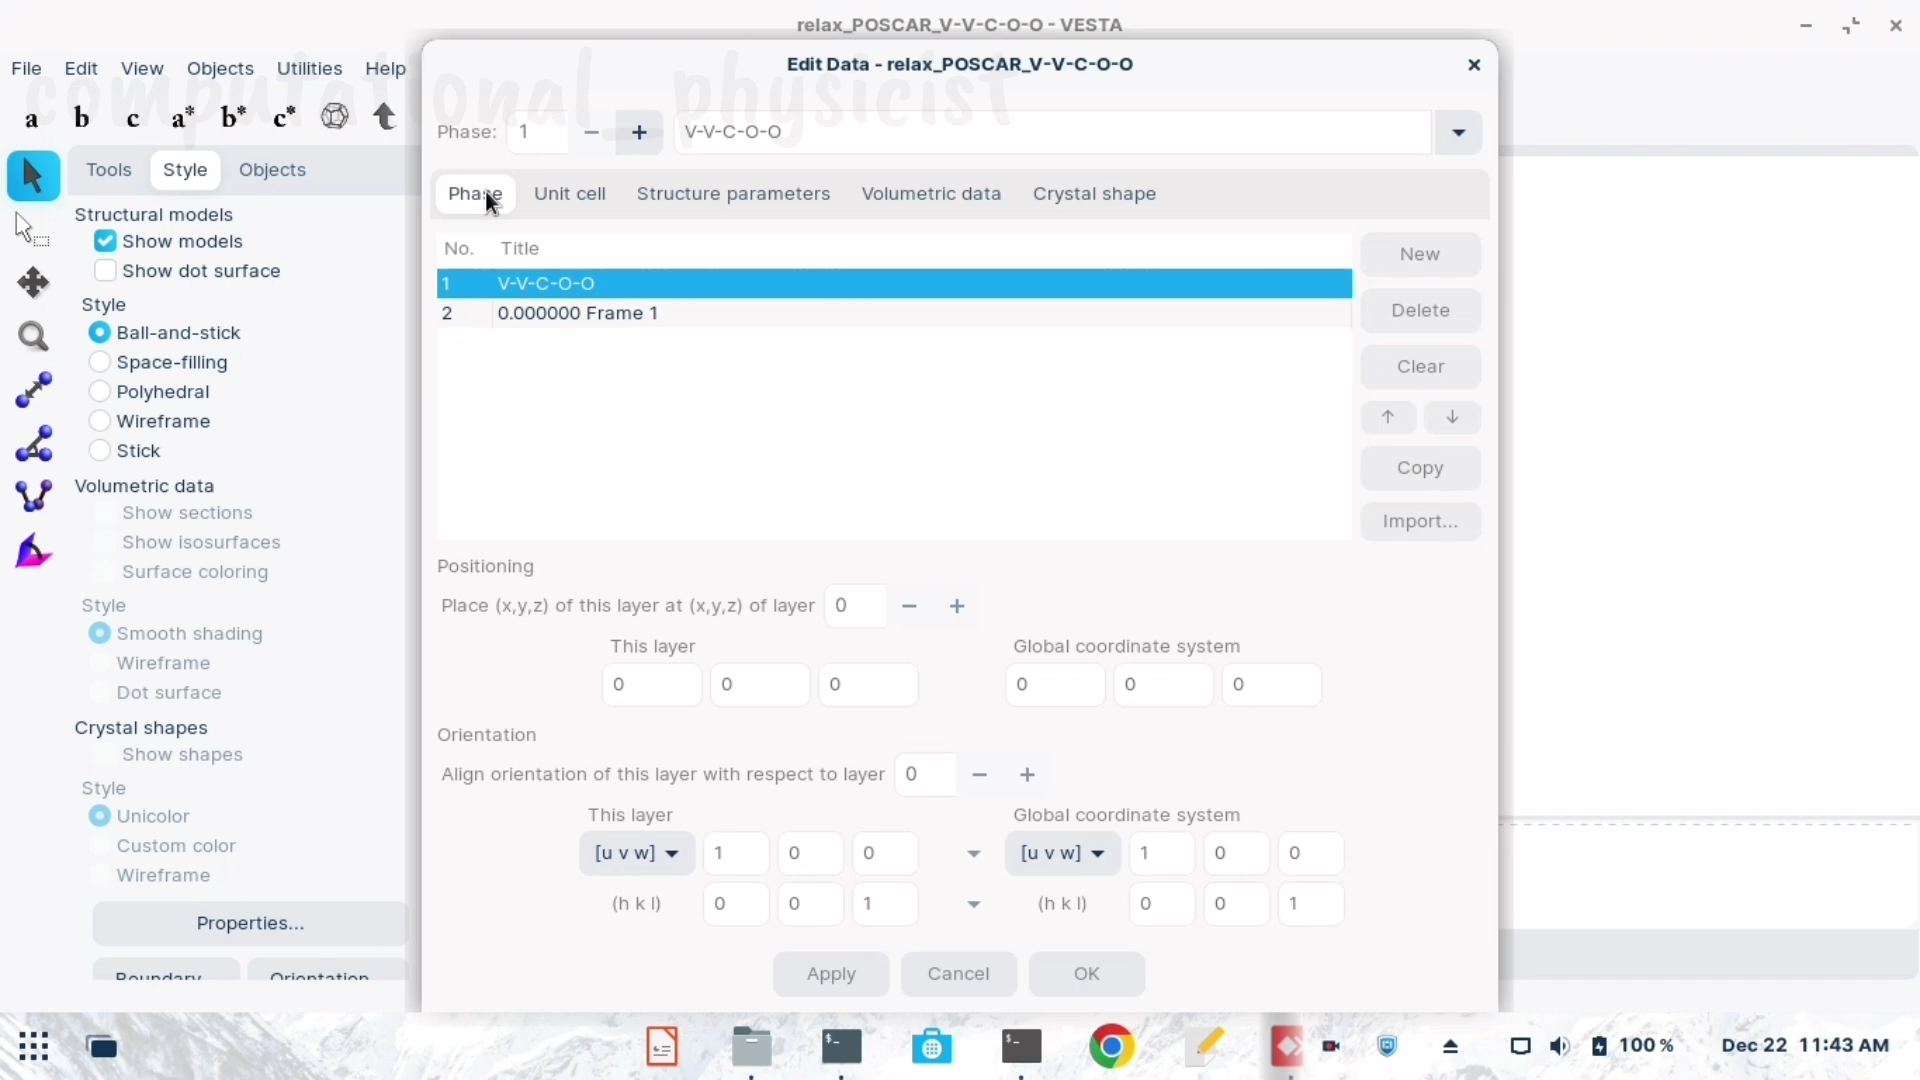 relax_POSCAR_V-V-C-O-O - VESTA
File Edit View Objects Utilities Help
computational physicist
a b c a* b* c*
Tools Style Objects
Structural models
Show models
Show dot surface
Style
Ball-and-stick
Space-filling
Polyhedral
Wireframe
Stick
Volumetric data
Show sections
Show isosurfaces
Surface coloring
Style
Smooth shading
Wireframe
Dot surface
Crystal shapes
Show shapes
Style
Unicolor
Custom color
Wireframe
Properties...
Boundary... Orientation...
Edit Data - relax_POSCAR_V-V-C-O-O
Phase: 1 − + V-V-C-O-O
Phase Unit cell Structure parameters Volumetric data Crystal shape
No. Title
1 V-V-C-O-O
2 0.000000 Frame 1
New
Delete
Clear
↑ ↓
Copy
Import...
Positioning
Place (x,y,z) of this layer at (x,y,z) of layer 0 − +
This layer Global coordinate system
0 0 0 0 0 0
Orientation
Align orientation of this layer with respect to layer 0 − +
This layer Global coordinate system
[u v w] 1 0 0 [u v w] 1 0 0
(h k l) 0 0 1 (h k l) 0 0 1
Apply Cancel OK
100 % Dec 22 11:43 AM